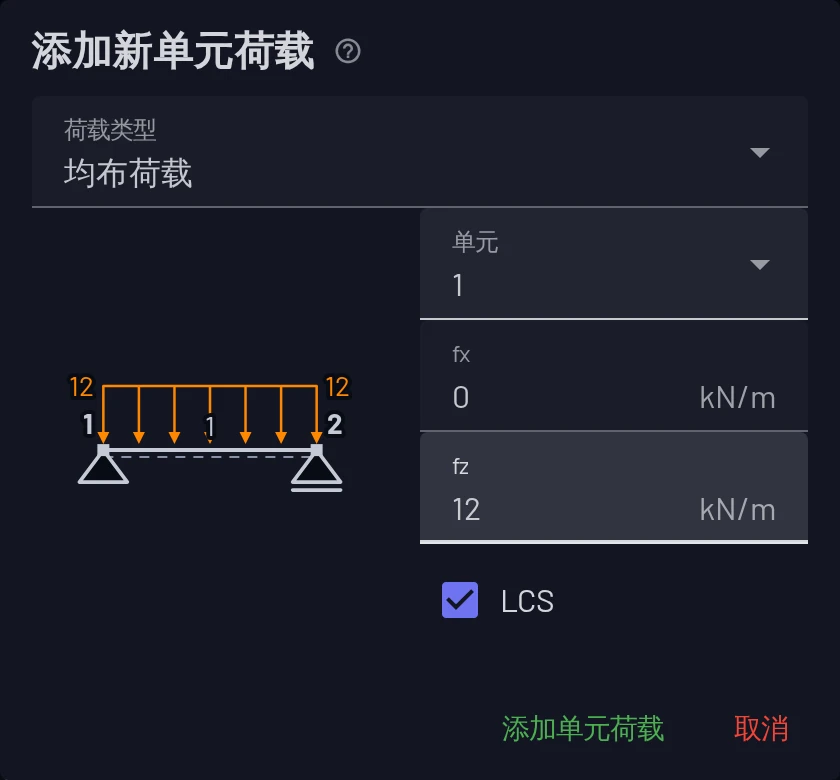 添加新单元荷载 ?
荷载类型
均布荷载
单元
1
fx
0 kN/m
fz
12 kN/m
LCS
12 12
1 1 2
添加单元荷载 取消